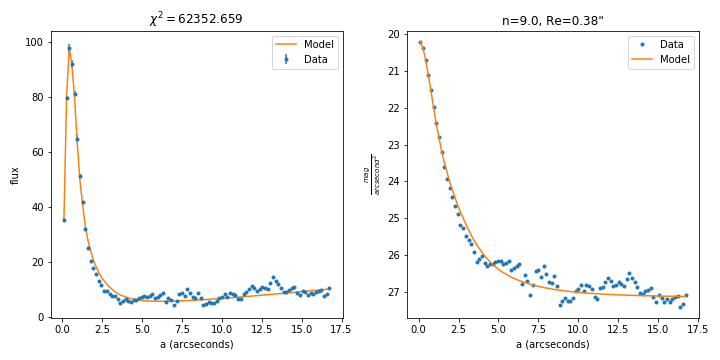 χ² = 62352.659
Model
Data
flux
100
80
60
40
20
0
0.0 2.5 5.0 7.5 10.0 12.5 15.0 17.5
a (arcseconds)
n=9.0, Re=0.38"
Data
Model
mag
arcsecond²
20
21
22
23
24
25
26
27
0.0 2.5 5.0 7.5 10.0 12.5 15.0 17.5
a (arcseconds)